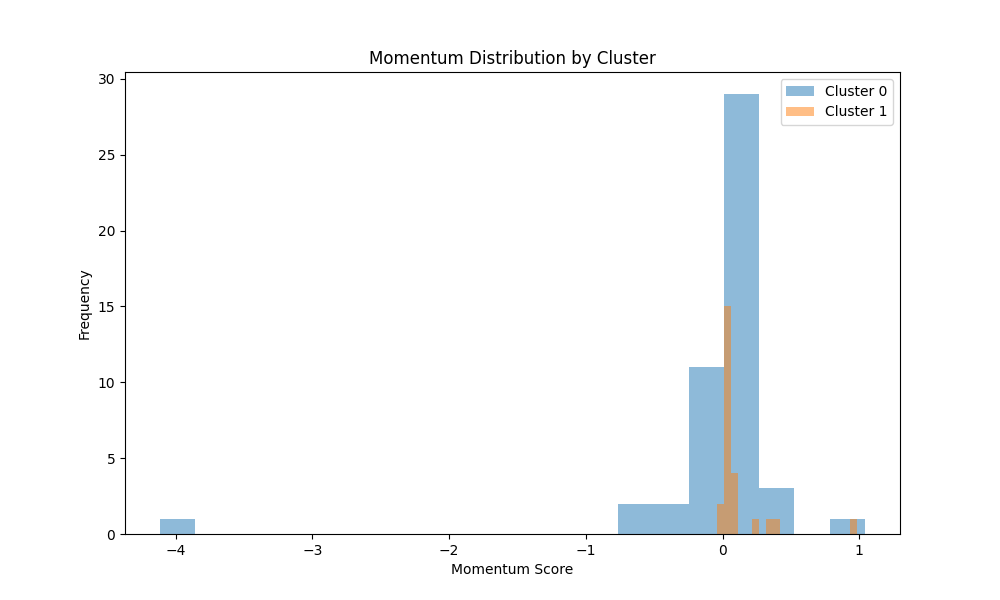 Momentum Distribution by Cluster
Cluster 0
Cluster 1
Frequency
30
25
20
15
10
5
0
−4
−3
−2
−1
0
1
Momentum Score